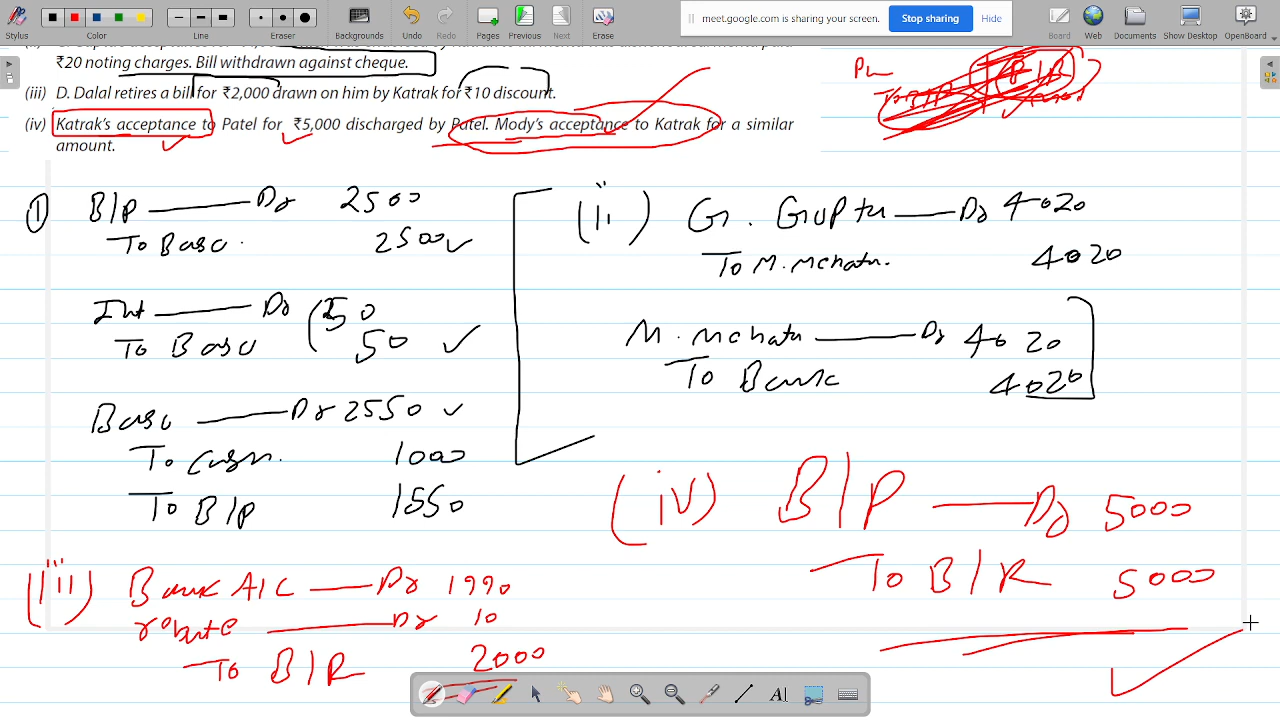 Stylus Color Line Backgrounds Undo Redo Pages Previous Next Erase Board Web Documents Show Desktop ExitBoard
meet.google.com is sharing your screen. Stop sharing Hide
₹20 noting charges. Bill withdrawn against cheque.
(iii) D. Dalal retires a bill for ₹2,000 drawn on him by Katrak for ₹10 discount.
(iv) Katrak's acceptance to Patel for ₹5,000 discharged by Patel. Mody's acceptance to Katrak for a similar
amount.
① B/P ——— Dr 2500
To Basu 2500
Int ——— Dr 50
To Basu 50
Basu ——— Dr 2550
To Cash 1000
To B/P 1550
(ii) G. Gupta —— Dr 4020
To M. Mehata 4020
M. Mehata ——— Dr 4020
To Bank 4020
(iii) Bank A/C —— Dr 1990
rebate ——— Dr 10
To B/R 2000
(iv) B/P —— Dr 5000
To B/R 5000